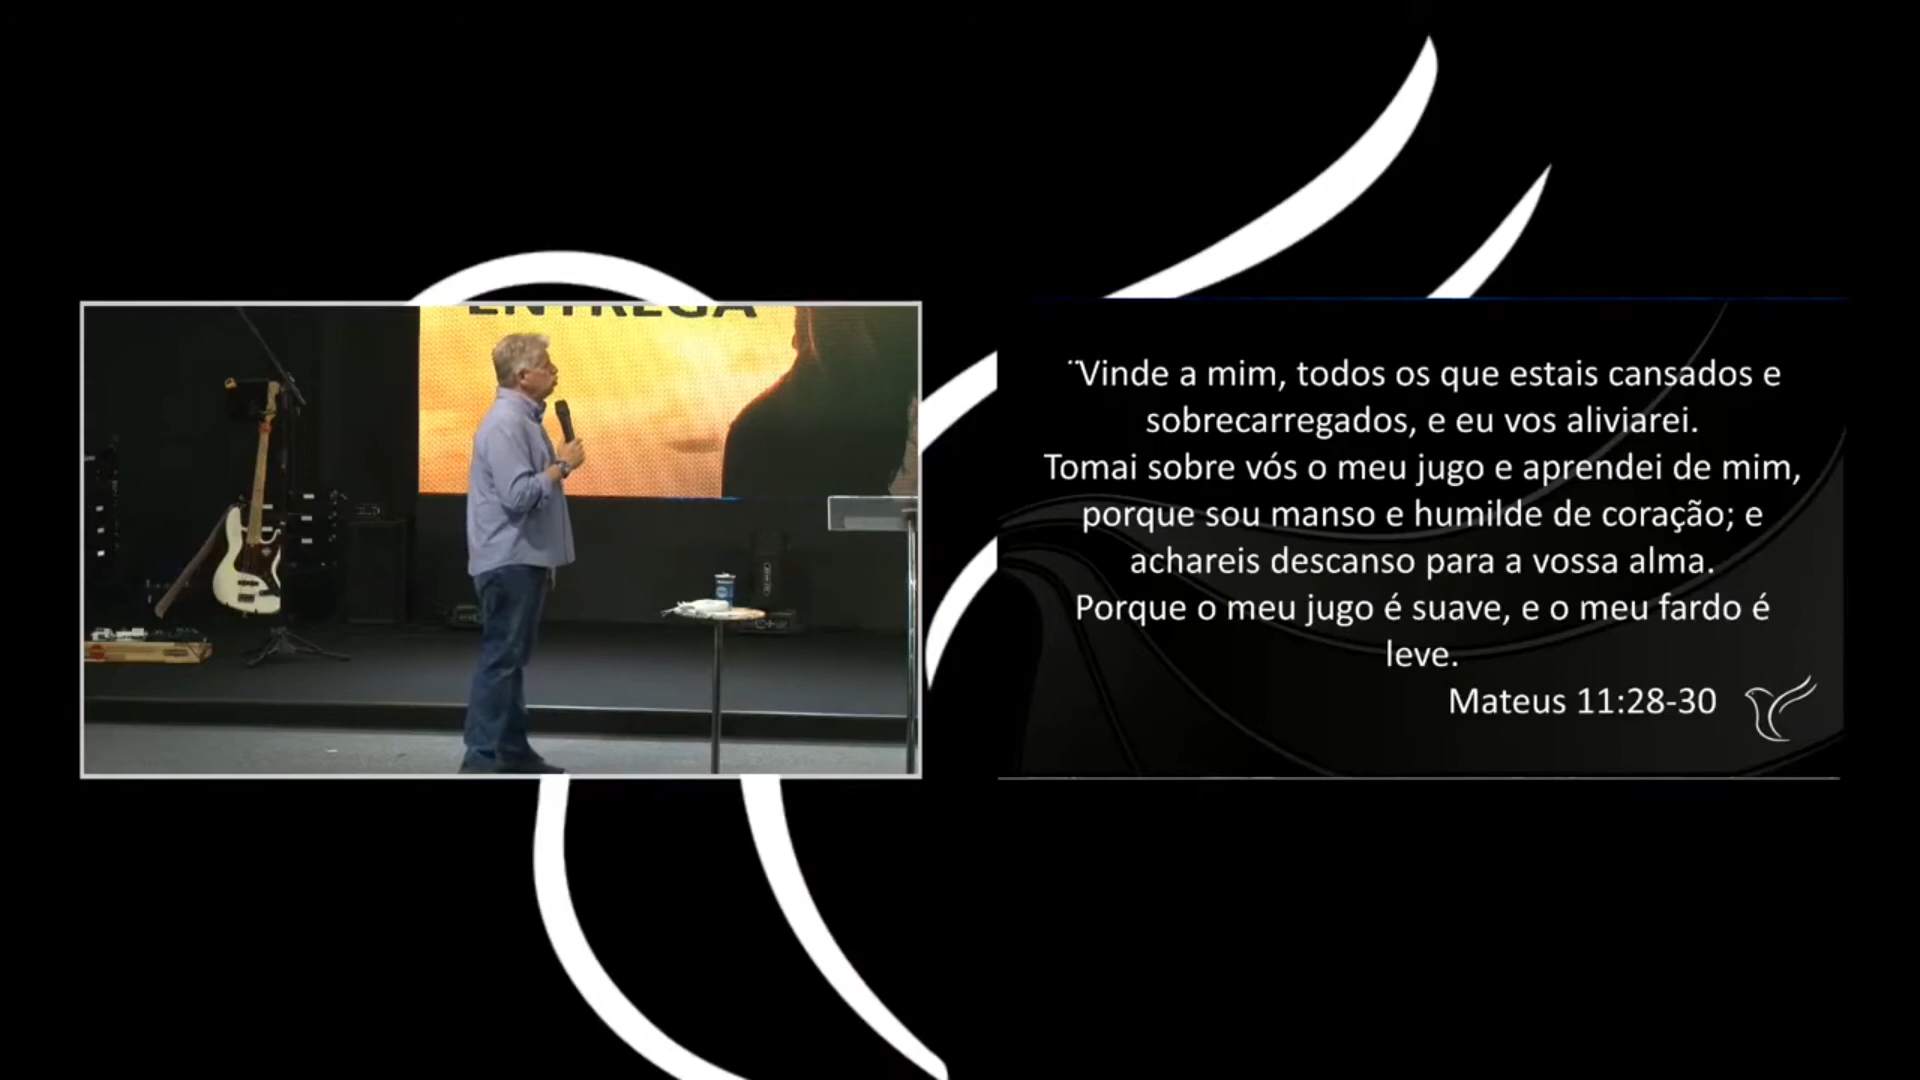 ENTREGA
¨Vinde a mim, todos os que estais cansados e
sobrecarregados, e eu vos aliviarei.
Tomai sobre vós o meu jugo e aprendei de mim,
porque sou manso e humilde de coração; e
achareis descanso para a vossa alma.
Porque o meu jugo é suave, e o meu fardo é
leve.
Mateus 11:28-30